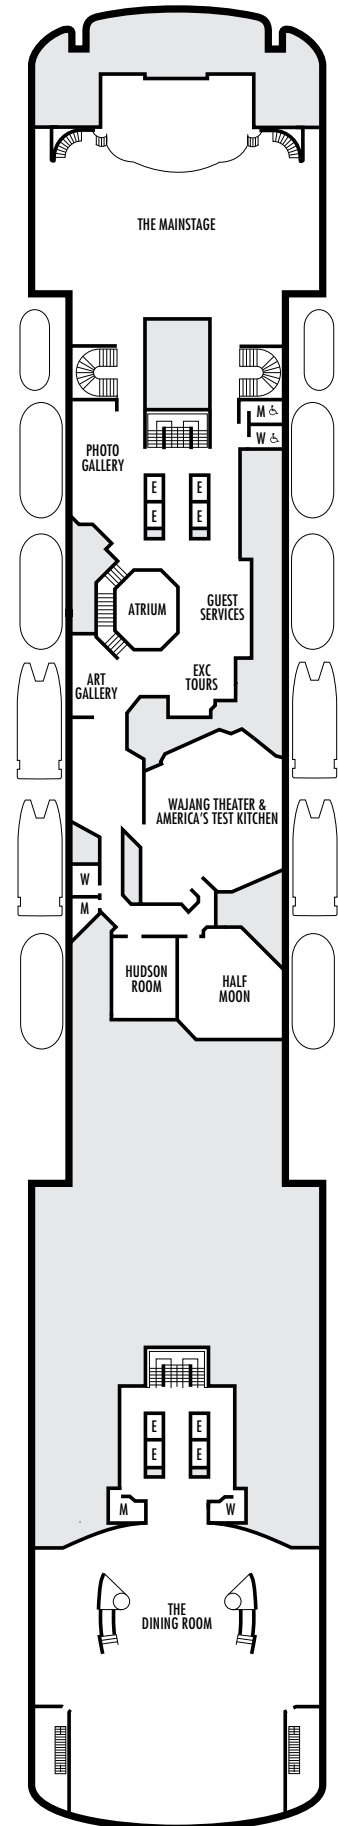 THE MAINSTAGE
M ♿
W ♿
PHOTO
GALLERY
E
E
E
E
ATRIUM
GUEST
SERVICES
ART
GALLERY
EXC
TOURS
WAJANG THEATER &
AMERICA'S TEST KITCHEN
W
M
HUDSON
ROOM
HALF
MOON
E
E
E
E
M
W
THE
DINING ROOM